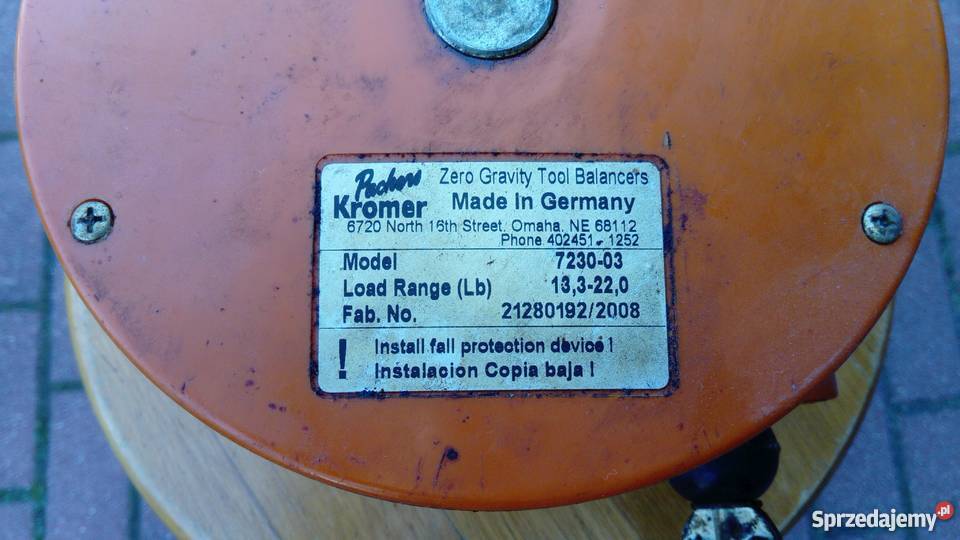 Packers
Kromer
Zero Gravity Tool Balancers
Made In Germany
6720 North 16th Street. Omaha, NE 68112
Phone 402451 - 1252
Model 7230-03
Load Range (Lb) 13,3-22,0
Fab. No. 21280192/2008
! Install fall protection device !
Instalacion Copia baja !
Sprzedajemy.pl